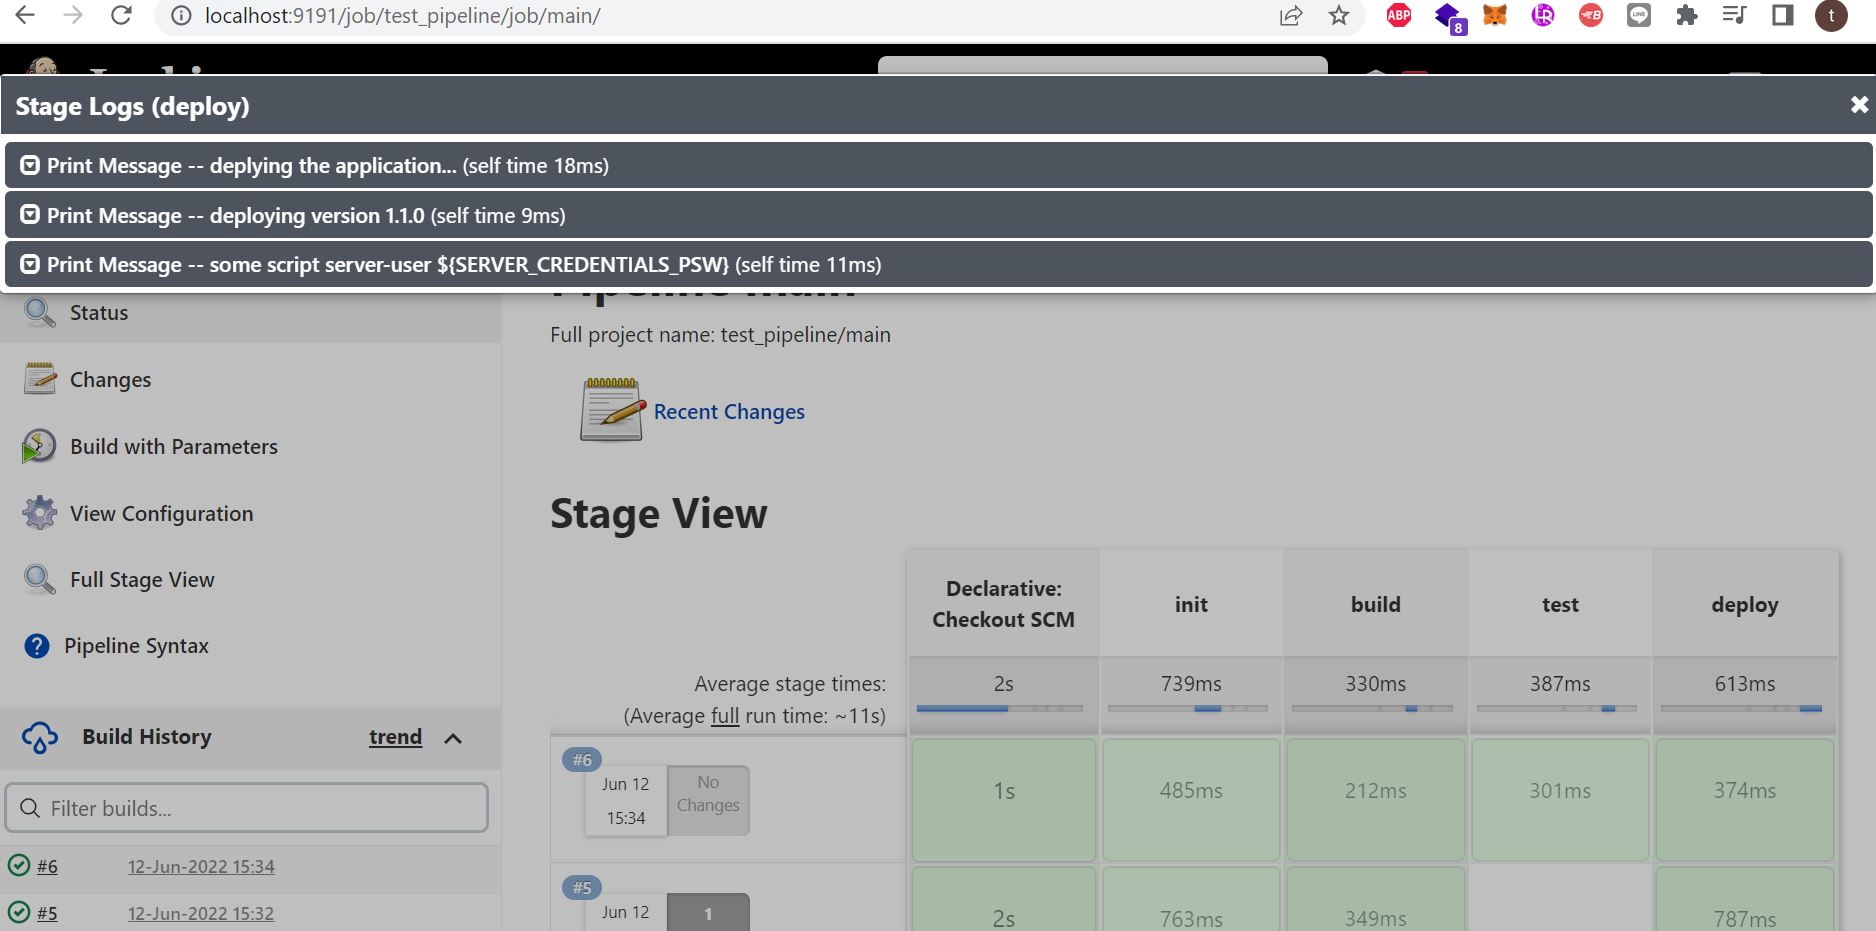 localhost:9191/job/test_pipeline/job/main/
ABP
8
LINE
t
Stage Logs (deploy)
Print Message -- deplying the application... (self time 18ms)
Print Message -- deploying version 1.1.0 (self time 9ms)
Print Message -- some script server-user ${SERVER_CREDENTIALS_PSW} (self time 11ms)
Status
Changes
Build with Parameters
View Configuration
Full Stage View
? Pipeline Syntax
Build History trend
Filter builds...
#6 12-Jun-2022 15:34
#5 12-Jun-2022 15:32
Full project name: test_pipeline/main
Recent Changes
Stage View
Declarative: Checkout SCM
init
build
test
deploy
Average stage times:
2s 739ms 330ms 387ms 613ms
(Average full run time: ~11s)
#6
Jun 12
15:34
No
Changes
1s 485ms 212ms 301ms 374ms
#5
Jun 12
1
2s 763ms 349ms 787ms